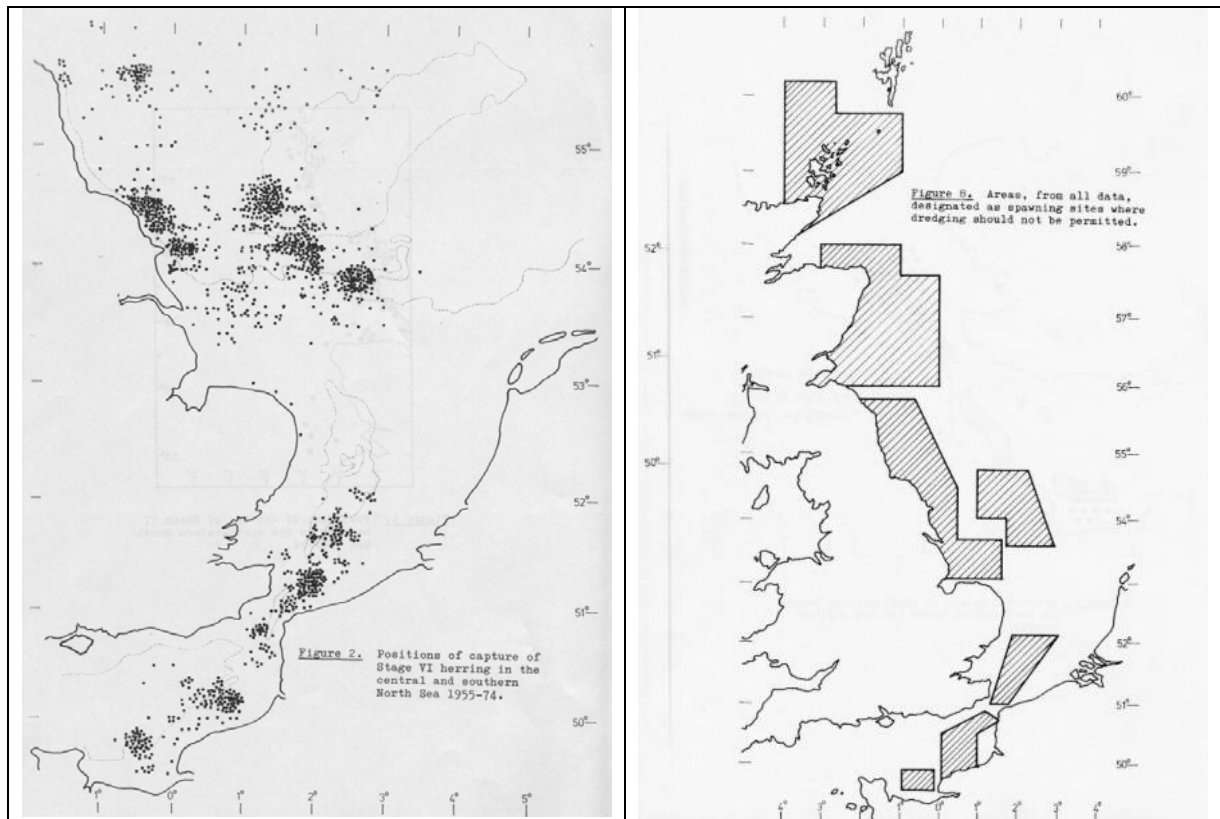 55°
54°
53°
52°
51°
Figure 2. Positions of capture of
Stage VI herring in the
central and southern
North Sea 1955-74.
50°
1° 0° 1° 2° 3° 4° 5°
60°
59°
Figure 8. Areas, from all data,
designated as spawning sites where
dredging should not be permitted.
52°
58°
57°
51°
56°
55°
50°
54°
52°
51°
50°
4° 3° 2° 1° 0° 1° 2° 3° 4°